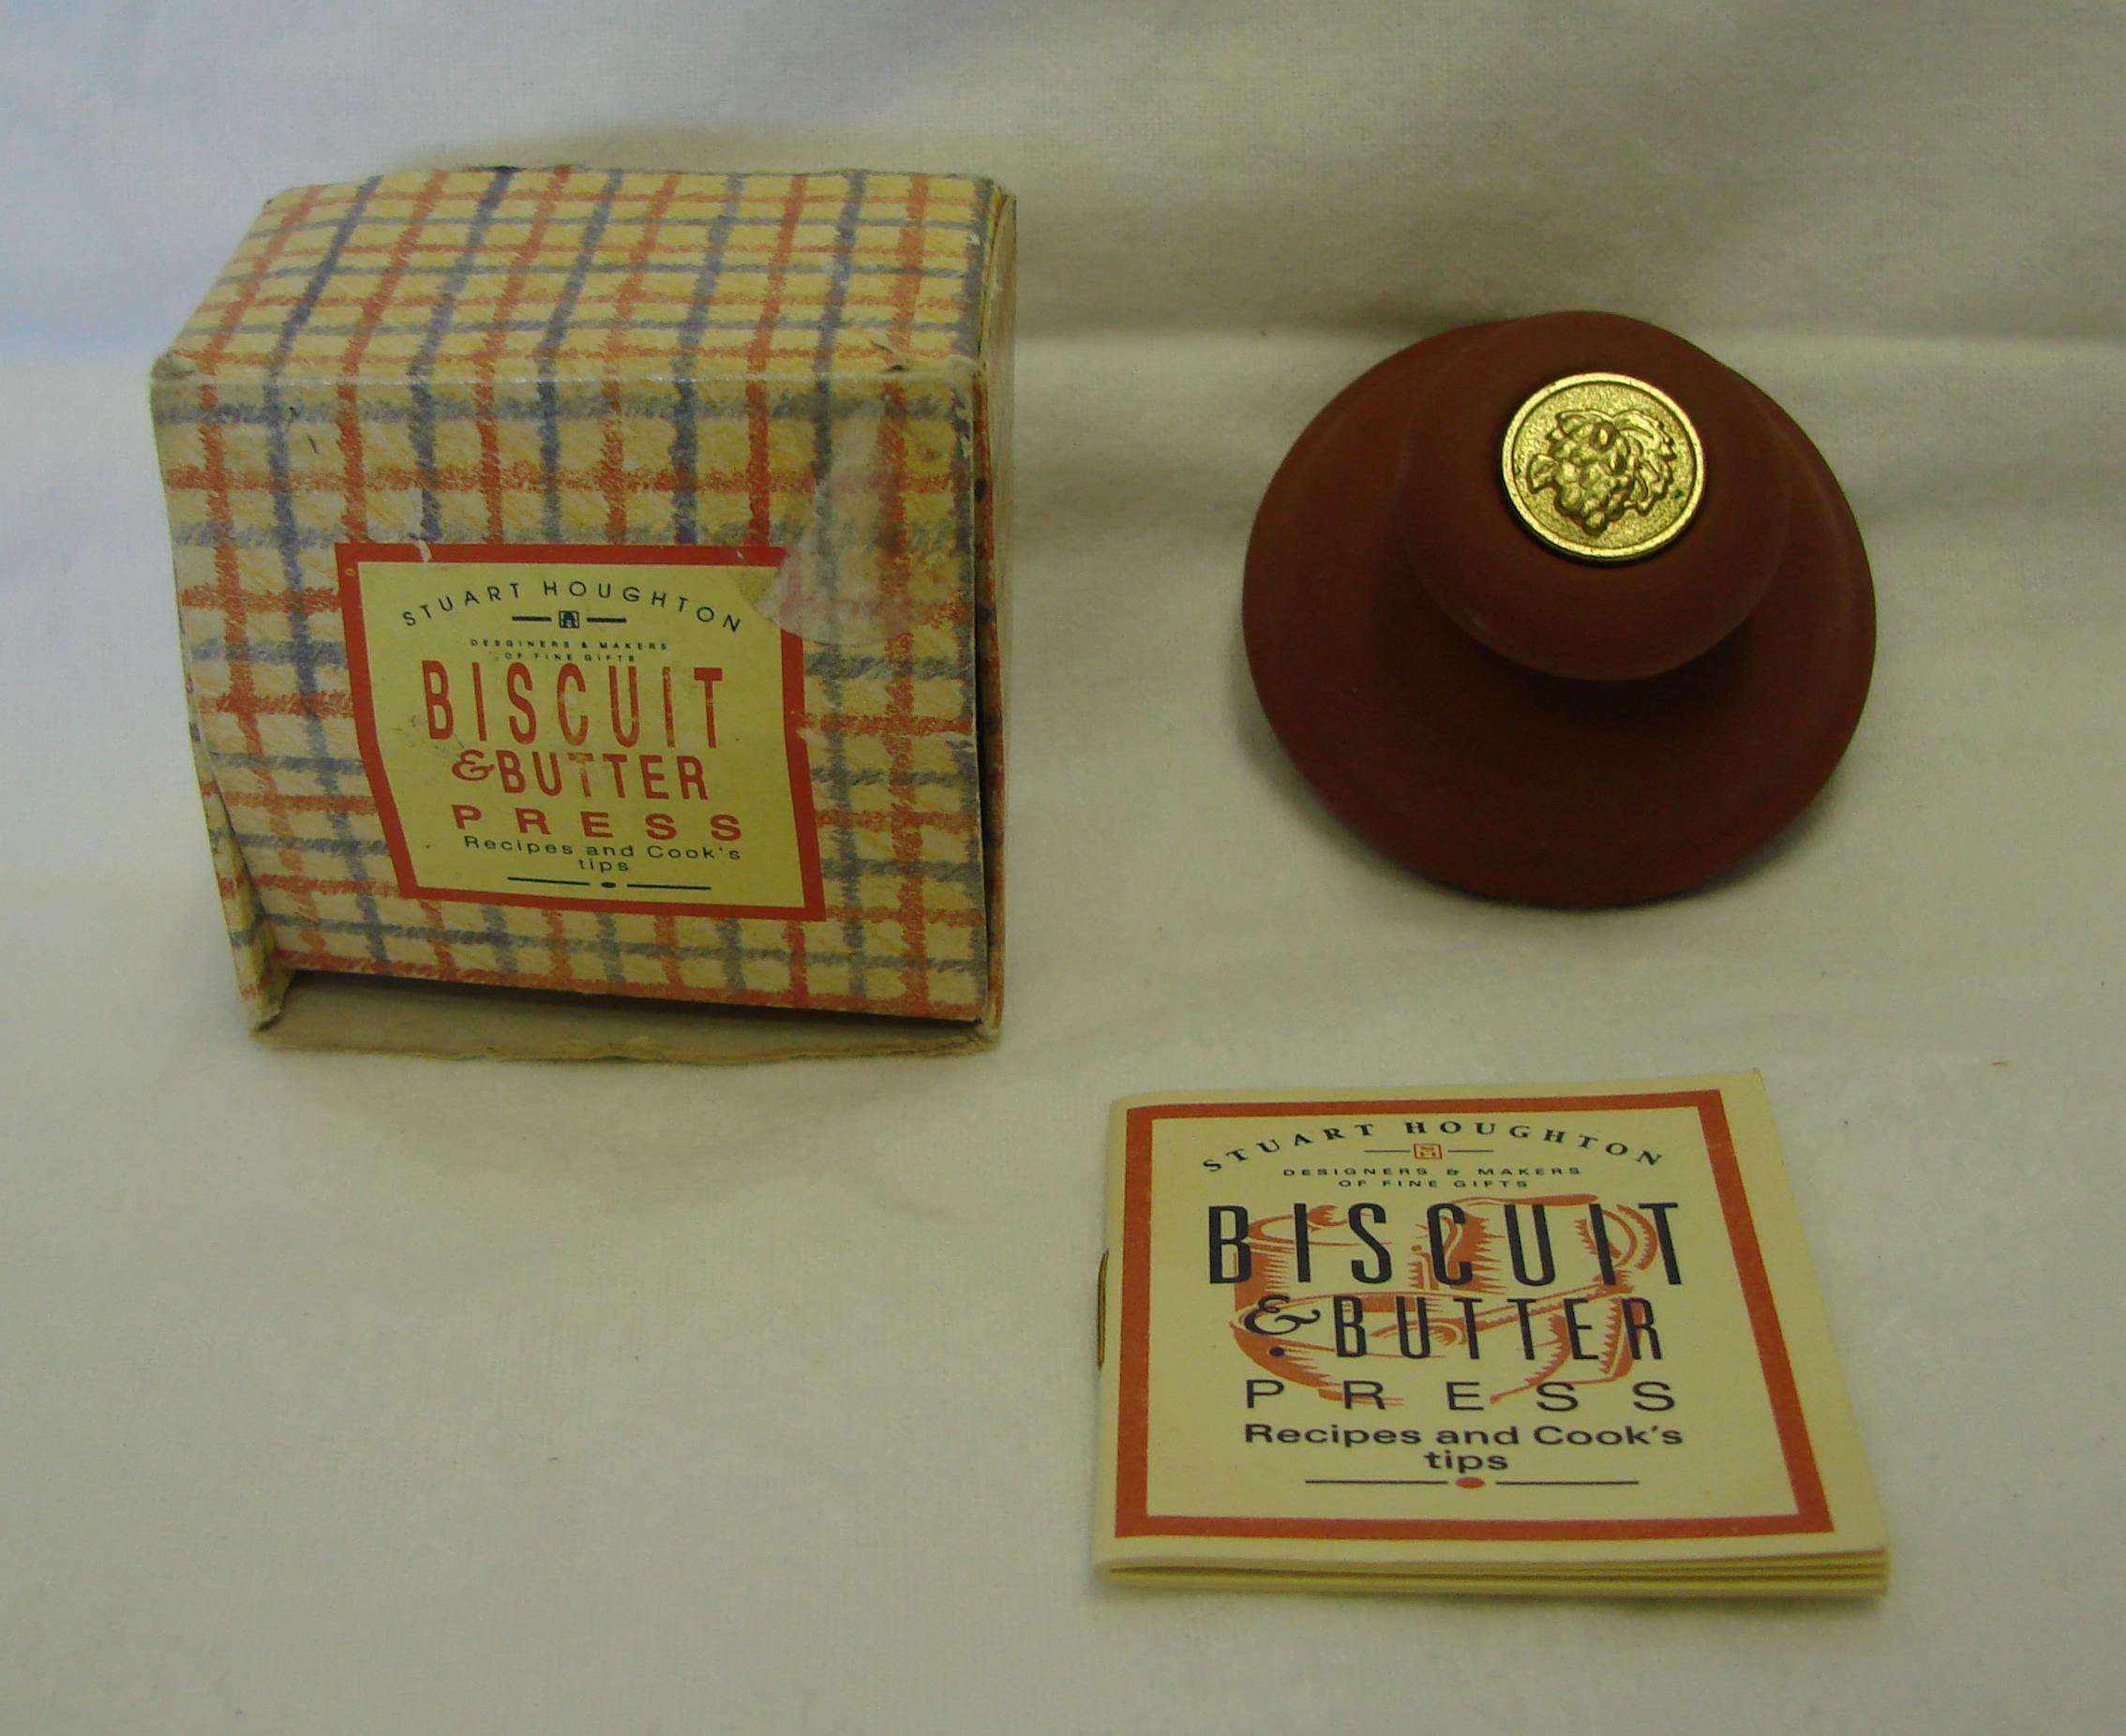 STUART HOUGHTON
DESGINERS & MAKERS
OF FINE GIFTS
BISCUIT
& BUTTER
PRESS
Recipes and Cook's
tips
STUART HOUGHTON
DESIGNERS & MAKERS
OF FINE GIFTS
BISCUIT
& BUTTER
PRESS
Recipes and Cook's
tips